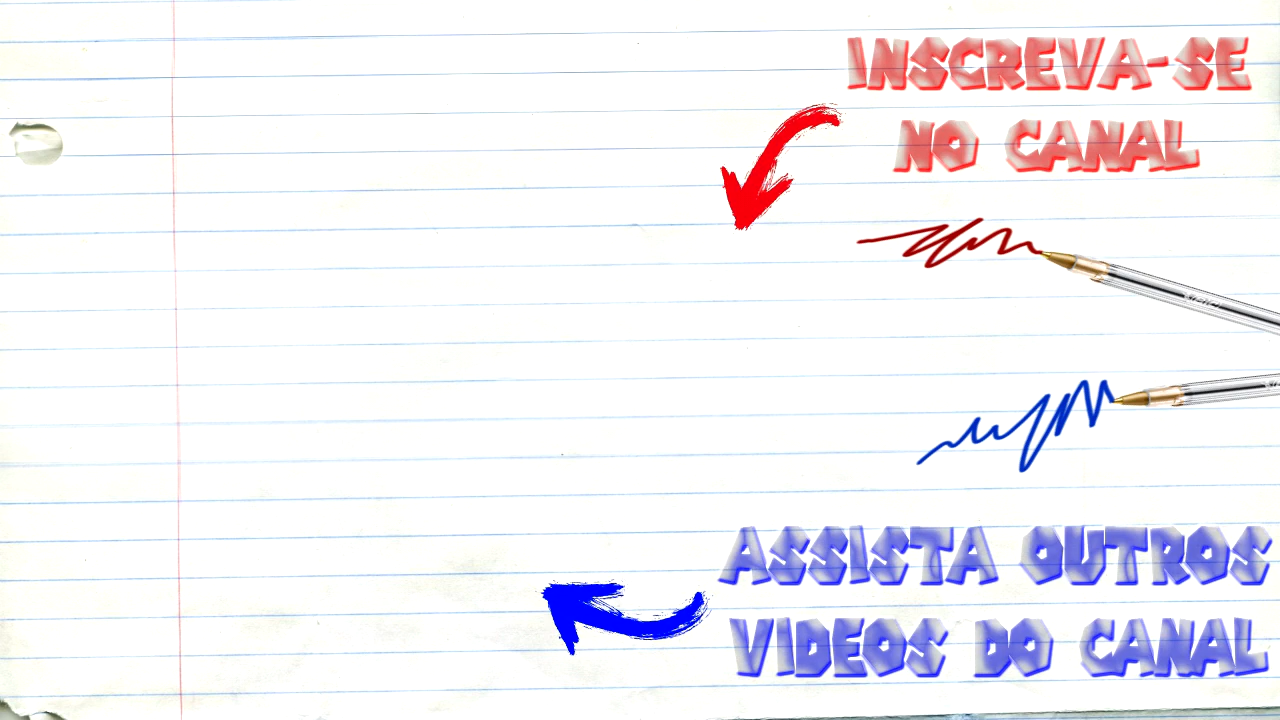 INSCREVA-SE
NO CANAL
ASSISTA OUTROS
VIDEOS DO CANAL